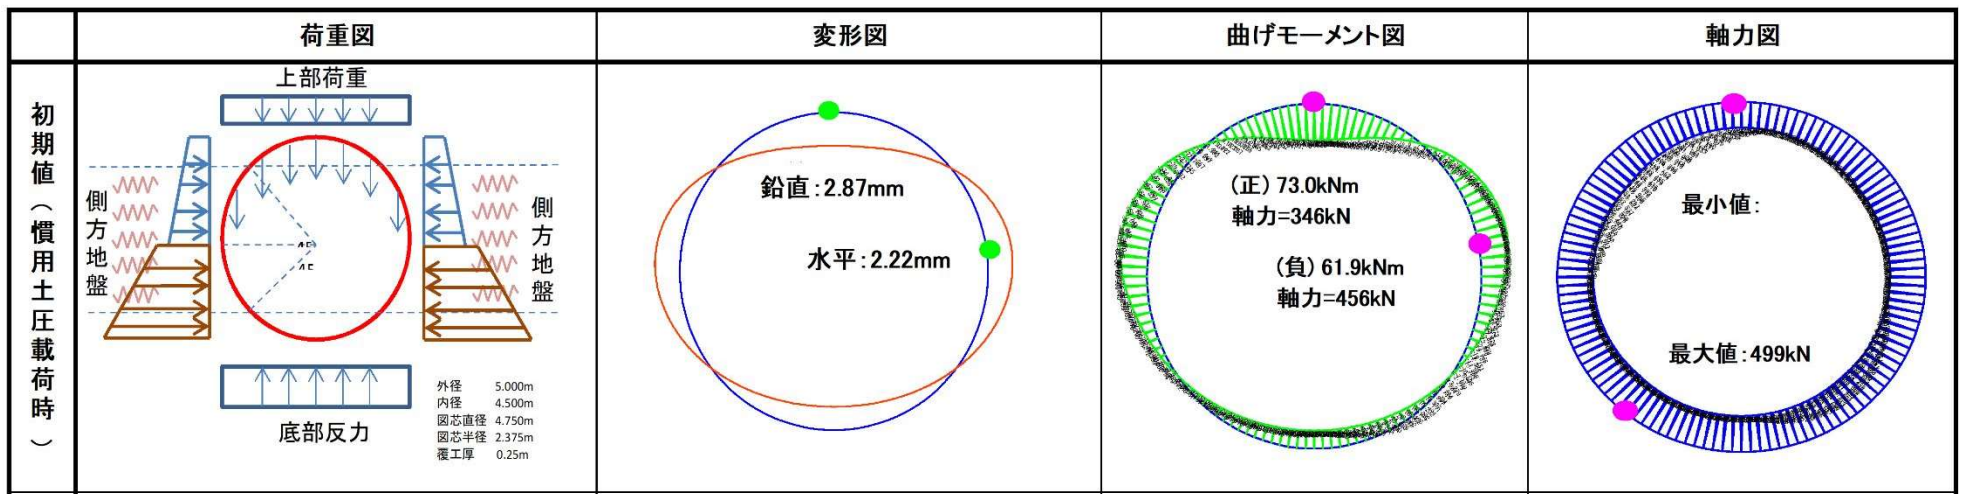 荷重図
変形図
曲げモーメント図
軸力図
初期値（慣用土圧載荷時）
上部荷重
側方地盤
側方地盤
底部反力
外径 5.000m
内径 4.500m
図芯直径 4.750m
図芯半径 2.375m
覆工厚 0.25m
鉛直：2.87mm
水平：2.22mm
（正）73.0kNm
軸力=346kN
（負）61.9kNm
軸力=456kN
最小値：
最大値：499kN